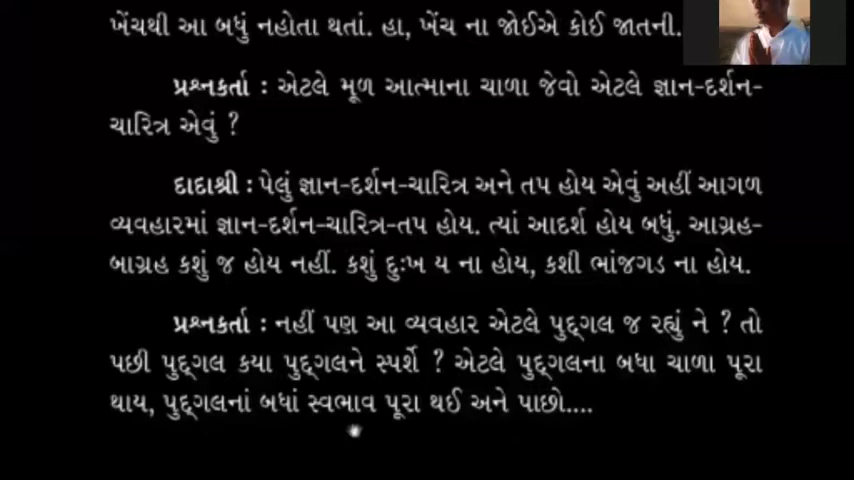 ખેંચથી આ બધું નહોતા થતાં. હા, ખેંચ ના જોઈએ કોઈ જાતની.
પ્રશ્નકર્તા : એટલે મૂળ આત્માના ચાળા જેવો એટલે જ્ઞાન-દર્શન-
ચારિત્ર એવું ?
દાદાશ્રી : પેલું જ્ઞાન-દર્શન-ચારિત્ર અને તપ હોય એવું અહીં આગળ
વ્યવહારમાં જ્ઞાન-દર્શન-ચારિત્ર-તપ હોય. ત્યાં આદર્શ હોય બધું. આગ્રહ-
બાગ્રહ કશું જ હોય નહીં. કશું દુઃખ ય ના હોય, કશી ભાંજગડ ના હોય.
પ્રશ્નકર્તા : નહીં પણ આ વ્યવહાર એટલે પુદ્ગલ જ રહ્યું ને ? તો
પછી પુદ્ગલ કયા પુદ્ગલને સ્પર્શે ? એટલે પુદ્ગલના બધા ચાળા પૂરા
થાય, પુદ્ગલનાં બધાં સ્વભાવ પૂરા થઈ અને પાછો....